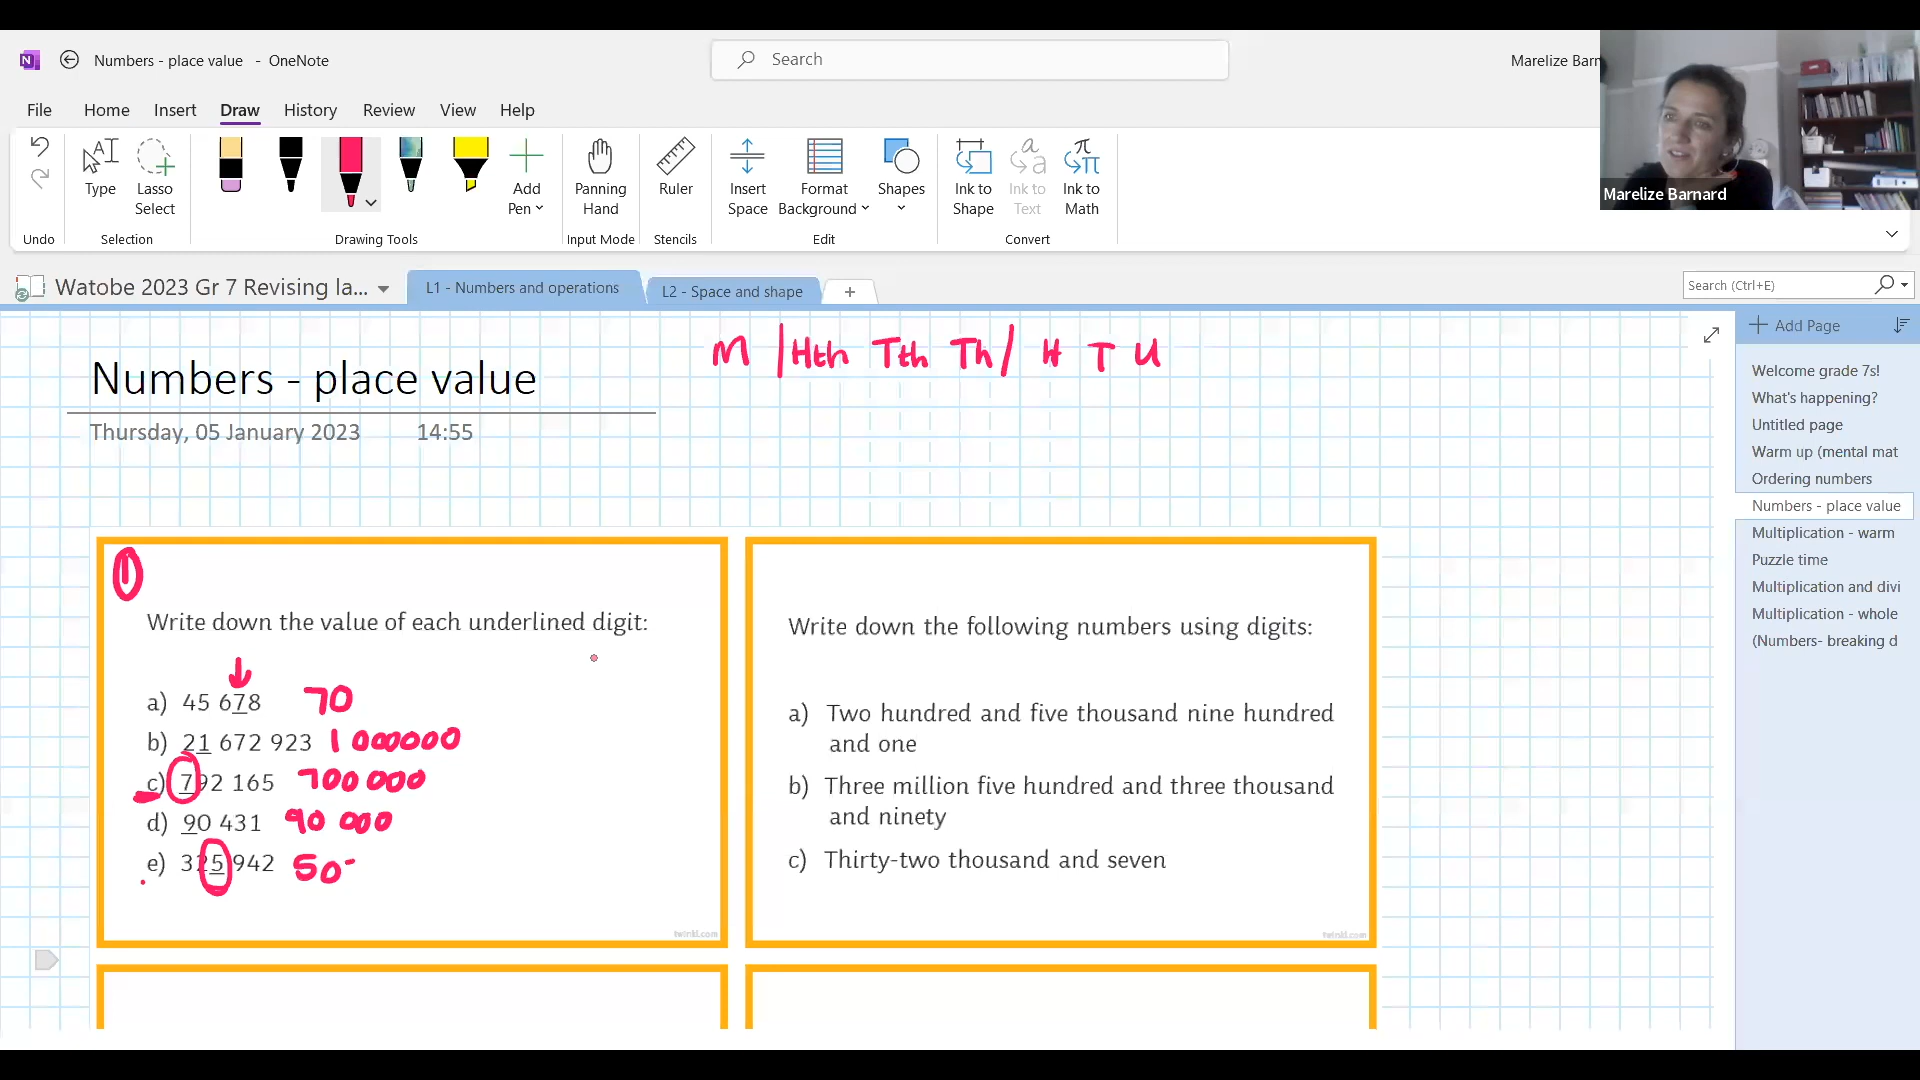 Numbers - place value - OneNote
Search
Marelize Barn
Marelize Barnard
File Home Insert Draw History Review View Help
Type
Lasso Select
Add Pen
Panning Hand
Ruler
Insert Space
Format Background
Shapes
Ink to Shape
Ink to Text
Ink to Math
Undo Selection Drawing Tools Input Mode Stencils Edit Convert
Watobe 2023 Gr 7 Revising la...
L1 - Numbers and operations
L2 - Space and shape
Search (Ctrl+E)
M | Hth Tth Th / H T U
Numbers - place value
Thursday, 05 January 2023 14:55
1
Write down the value of each underlined digit:
a) 45 678 70
b) 21 672 923 1 000000
c) 792 165 700 000
d) 90 431 90 000
e) 325 942 50
twinkl.com
Write down the following numbers using digits:
a) Two hundred and five thousand nine hundred
and one
b) Three million five hundred and three thousand
and ninety
c) Thirty-two thousand and seven
twinkl.com
Add Page
Welcome grade 7s!
What's happening?
Untitled page
Warm up (mental mat
Ordering numbers
Numbers - place value
Multiplication - warm
Puzzle time
Multiplication and divi
Multiplication - whole
(Numbers- breaking d